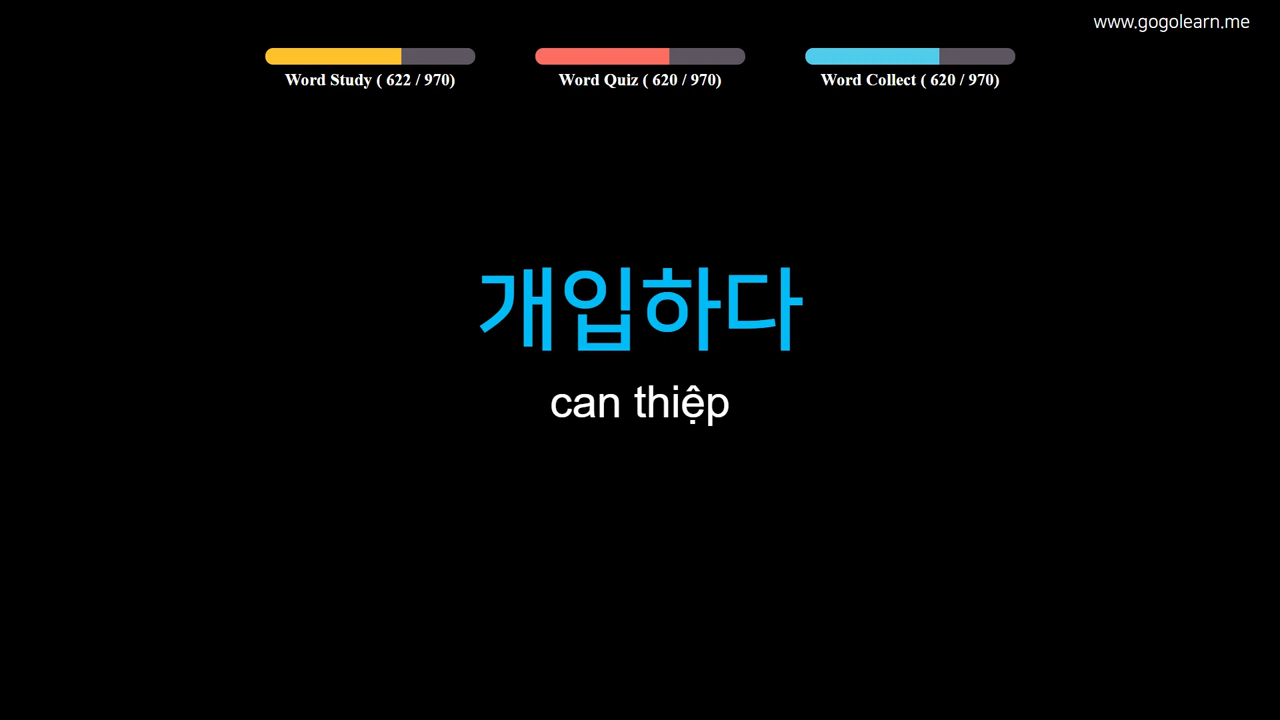 www.gogolearn.me
Word Study ( 622 / 970)
Word Quiz ( 620 / 970)
Word Collect ( 620 / 970)
개입하다
can thiệp